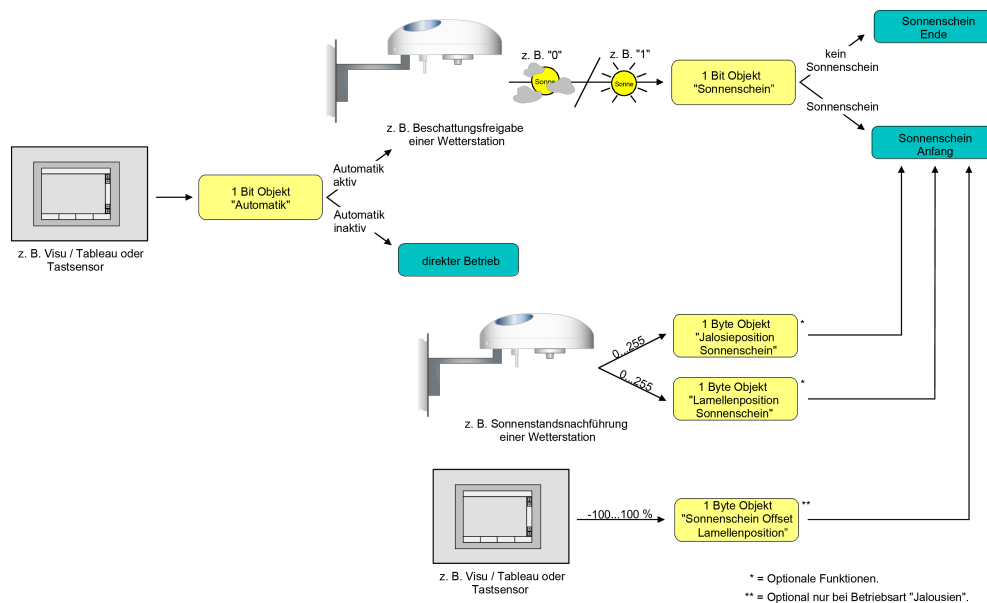 Sonnenschein
Ende
z. B. "0"
z. B. "1"
kein
Sonnenschein
Sonne
Sonne
1 Bit Objekt
"Sonnenschein"
Sonnenschein
z. B. Beschattungsfreigabe
einer Wetterstation
Sonnenschein
Anfang
Automatik
aktiv
1 Bit Objekt
"Automatik"
Automatik
inaktiv
z. B. Visu / Tableau oder
Tastsensor
direkter Betrieb
1 Byte Objekt
"Jalosieposition
Sonnenschein"
*
0...255
0...255
1 Byte Objekt
"Lamellenposition
Sonnenschein"
*
z. B. Sonnenstandsnachführung
einer Wetterstation
-100...100 %
1 Byte Objekt
"Sonnenschein Offset
Lamellenposition"
**
z. B. Visu / Tableau oder
Tastsensor
* = Optionale Funktionen.
** = Optional nur bei Betriebsart "Jalousien".